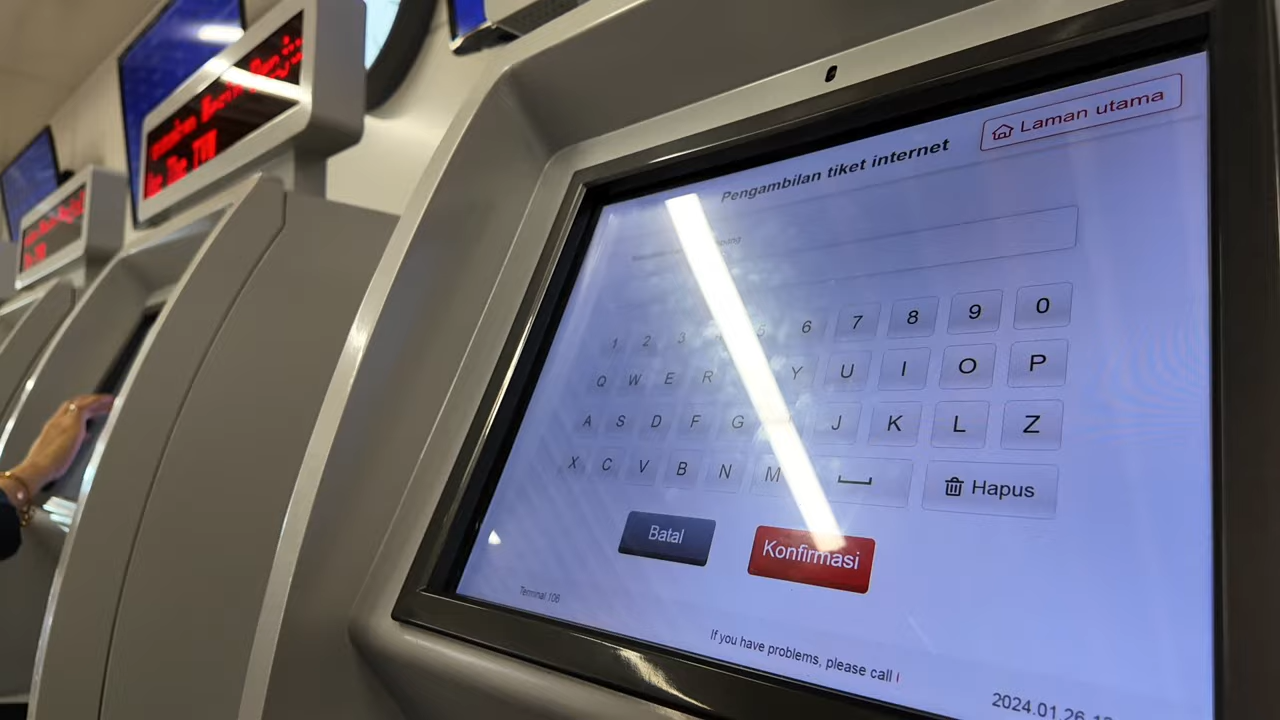 Laman utama
Pengambilan tiket internet
1 2 3 5 6 7 8 9 0
Q W E R Y U I O P
A S D F G J K L Z
X C V B N M Hapus
Batal Konfirmasi
Terminal 106
If you have problems, please call
2024.01.26